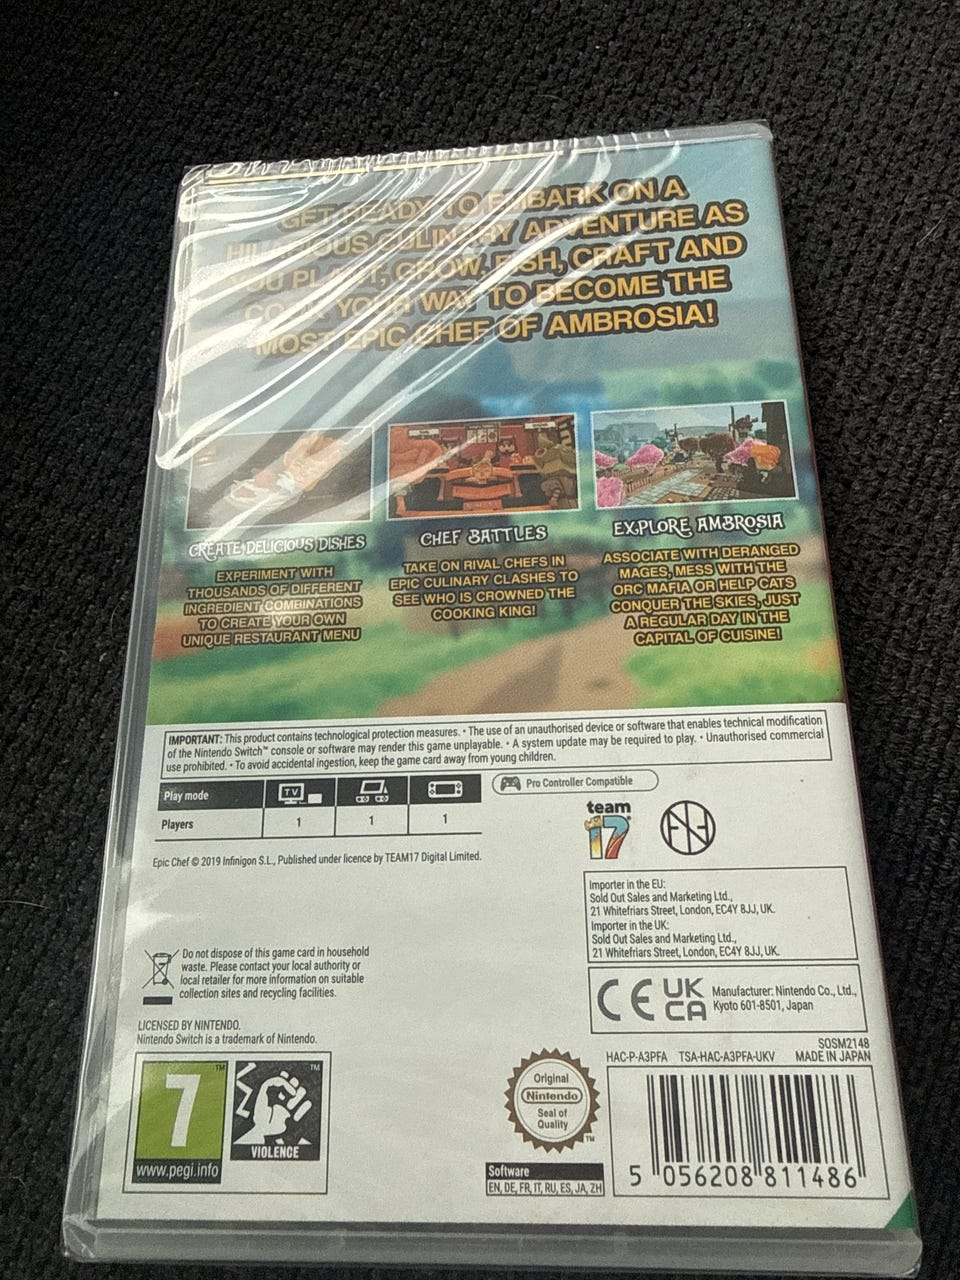 GET READY TO EMBARK ON A
HILARIOUS CULINARY ADVENTURE AS
YOU PLANT, GROW, FISH, CRAFT AND
COOK YOUR WAY TO BECOME THE
MOST EPIC CHEF OF AMBROSIA!
CREATE DELICIOUS DISHES
EXPERIMENT WITH
THOUSANDS OF DIFFERENT
INGREDIENT COMBINATIONS
TO CREATE YOUR OWN
UNIQUE RESTAURANT MENU
CHEF BATTLES
TAKE ON RIVAL CHEFS IN
EPIC CULINARY CLASHES TO
SEE WHO IS CROWNED THE
COOKING KING!
EXPLORE AMBROSIA
ASSOCIATE WITH DERANGED
MAGES, MESS WITH THE
ORC MAFIA OR HELP CATS
CONQUER THE SKIES, JUST
A REGULAR DAY IN THE
CAPITAL OF CUISINE!
IMPORTANT: This product contains technological protection measures. • The use of an unauthorised device or software that enables technical modification
of the Nintendo Switch™ console or software may render this game unplayable. • A system update may be required to play. • Unauthorised commercial
use prohibited. • To avoid accidental ingestion, keep the game card away from young children.
Play mode TV
Players 1 1 1
Pro Controller Compatible
team
17
Epic Chef © 2019 Infinigon S.L., Published under licence by TEAM17 Digital Limited.
Importer in the EU:
Sold Out Sales and Marketing Ltd.,
21 Whitefriars Street, London, EC4Y 8JJ, UK.
Importer in the UK:
Sold Out Sales and Marketing Ltd.,
21 Whitefriars Street, London, EC4Y 8JJ, UK.
Do not dispose of this game card in household
waste. Please contact your local authority or
local retailer for more information on suitable
collection sites and recycling facilities.
CE UK
CA
Manufacturer: Nintendo Co., Ltd.,
Kyoto 601-8501, Japan
LICENSED BY NINTENDO.
Nintendo Switch is a trademark of Nintendo.
SOSM2148
HAC-P-A3PFA TSA-HAC-A3PFA-UKV MADE IN JAPAN
7 ™
www.pegi.info
™
VIOLENCE
Original
Nintendo
Seal of
Quality
™
Software
EN, DE, FR, IT, RU, ES, JA, ZH
5 056208 811486